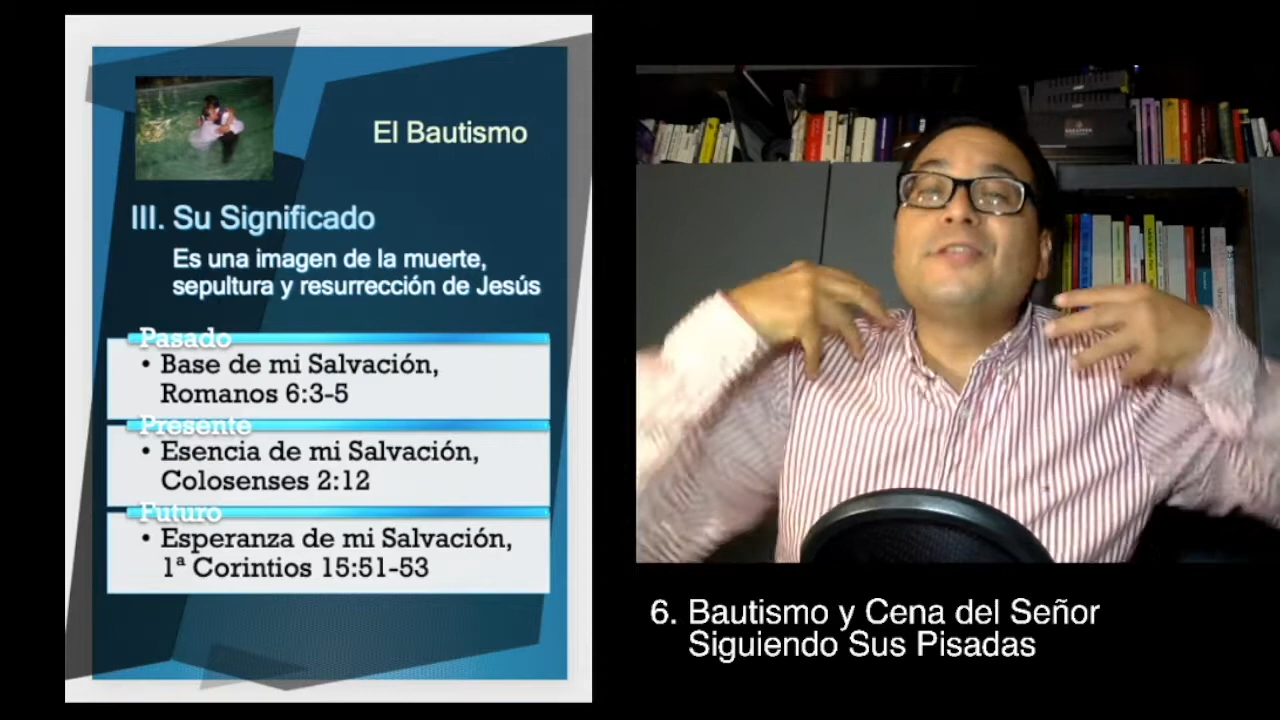 El Bautismo
III. Su Significado
Es una imagen de la muerte,
sepultura y resurrección de Jesús
Pasado
• Base de mi Salvación,
Romanos 6:3-5
Presente
• Esencia de mi Salvación,
Colosenses 2:12
Futuro
• Esperanza de mi Salvación,
1ª Corintios 15:51-53
6. Bautismo y Cena del Señor
Siguiendo Sus Pisadas